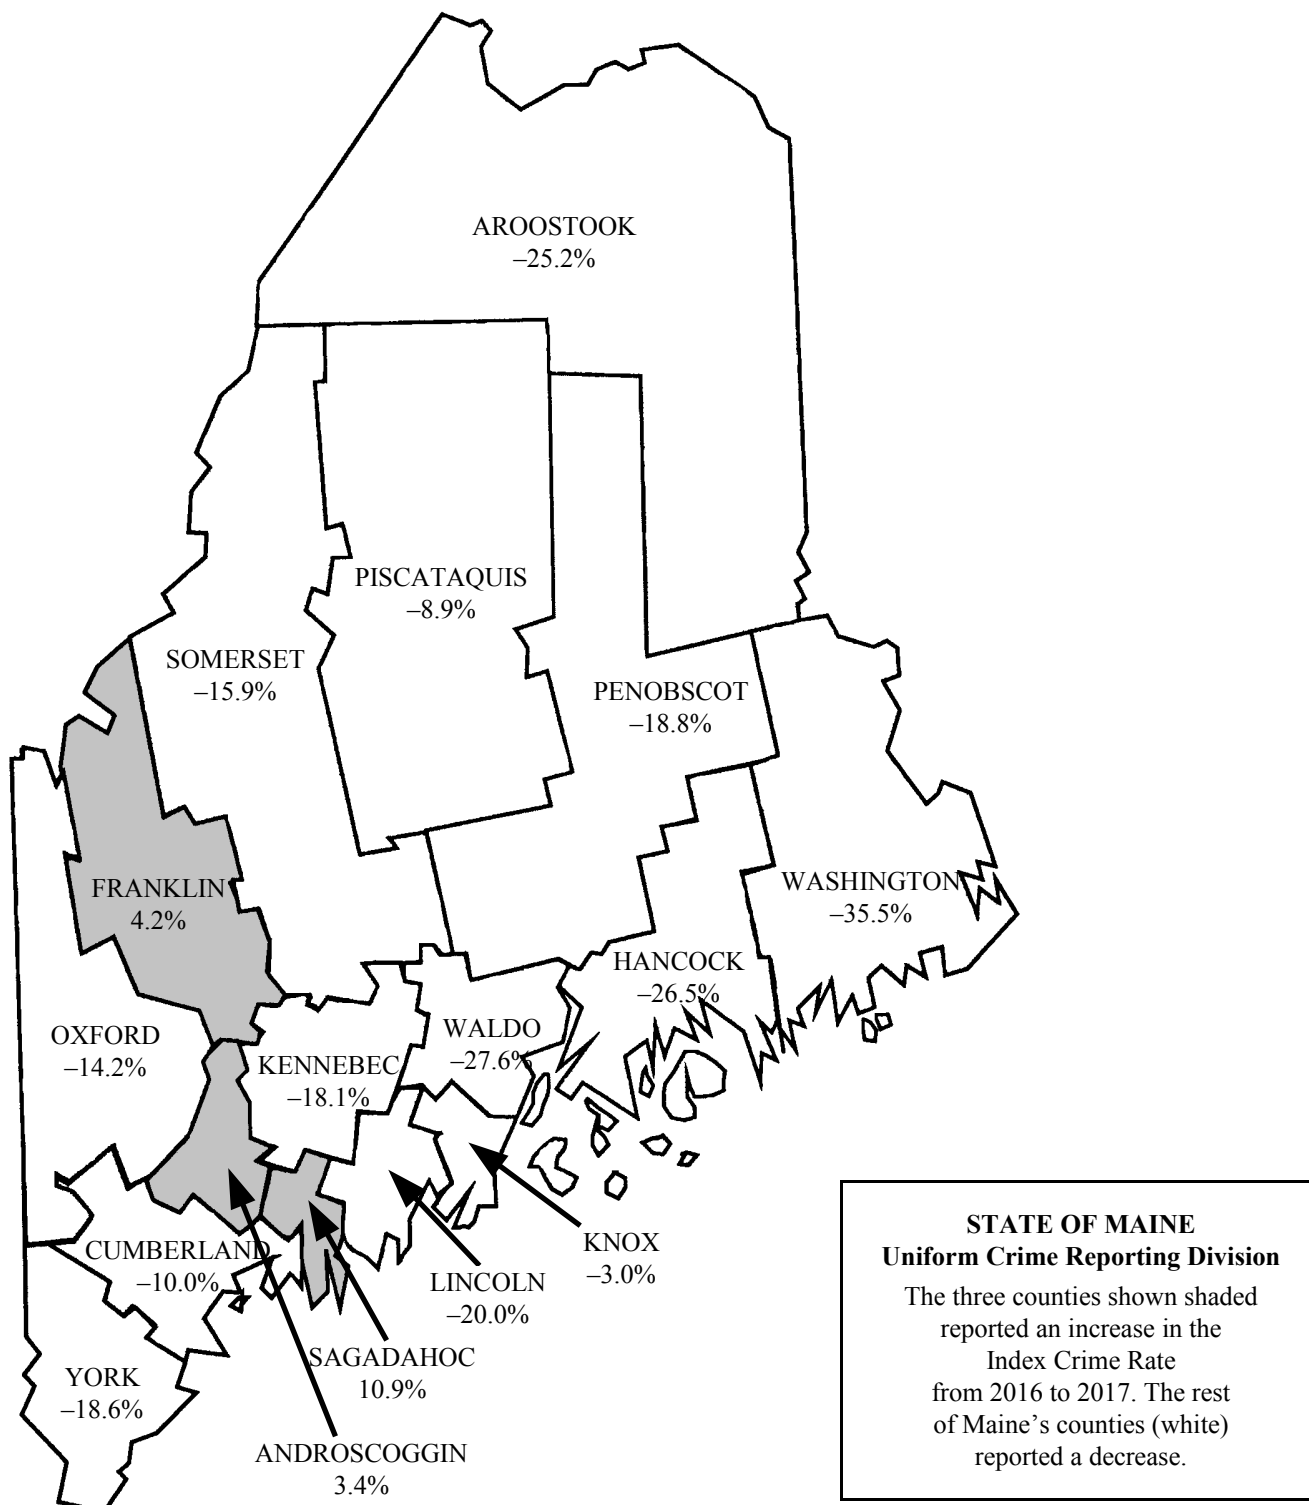 AROOSTOOK
–25.2%
PISCATAQUIS
–8.9%
SOMERSET
–15.9%
PENOBSCOT
–18.8%
FRANKLIN
4.2%
WASHINGTON
–35.5%
HANCOCK
–26.5%
OXFORD
–14.2%
WALDO
–27.6%
KENNEBEC
–18.1%
KNOX
–3.0%
CUMBERLAND
–10.0%
LINCOLN
–20.0%
SAGADAHOC
10.9%
YORK
–18.6%
ANDROSCOGGIN
3.4%
STATE OF MAINE
Uniform Crime Reporting Division
The three counties shown shaded
reported an increase in the
Index Crime Rate
from 2016 to 2017. The rest
of Maine’s counties (white)
reported a decrease.